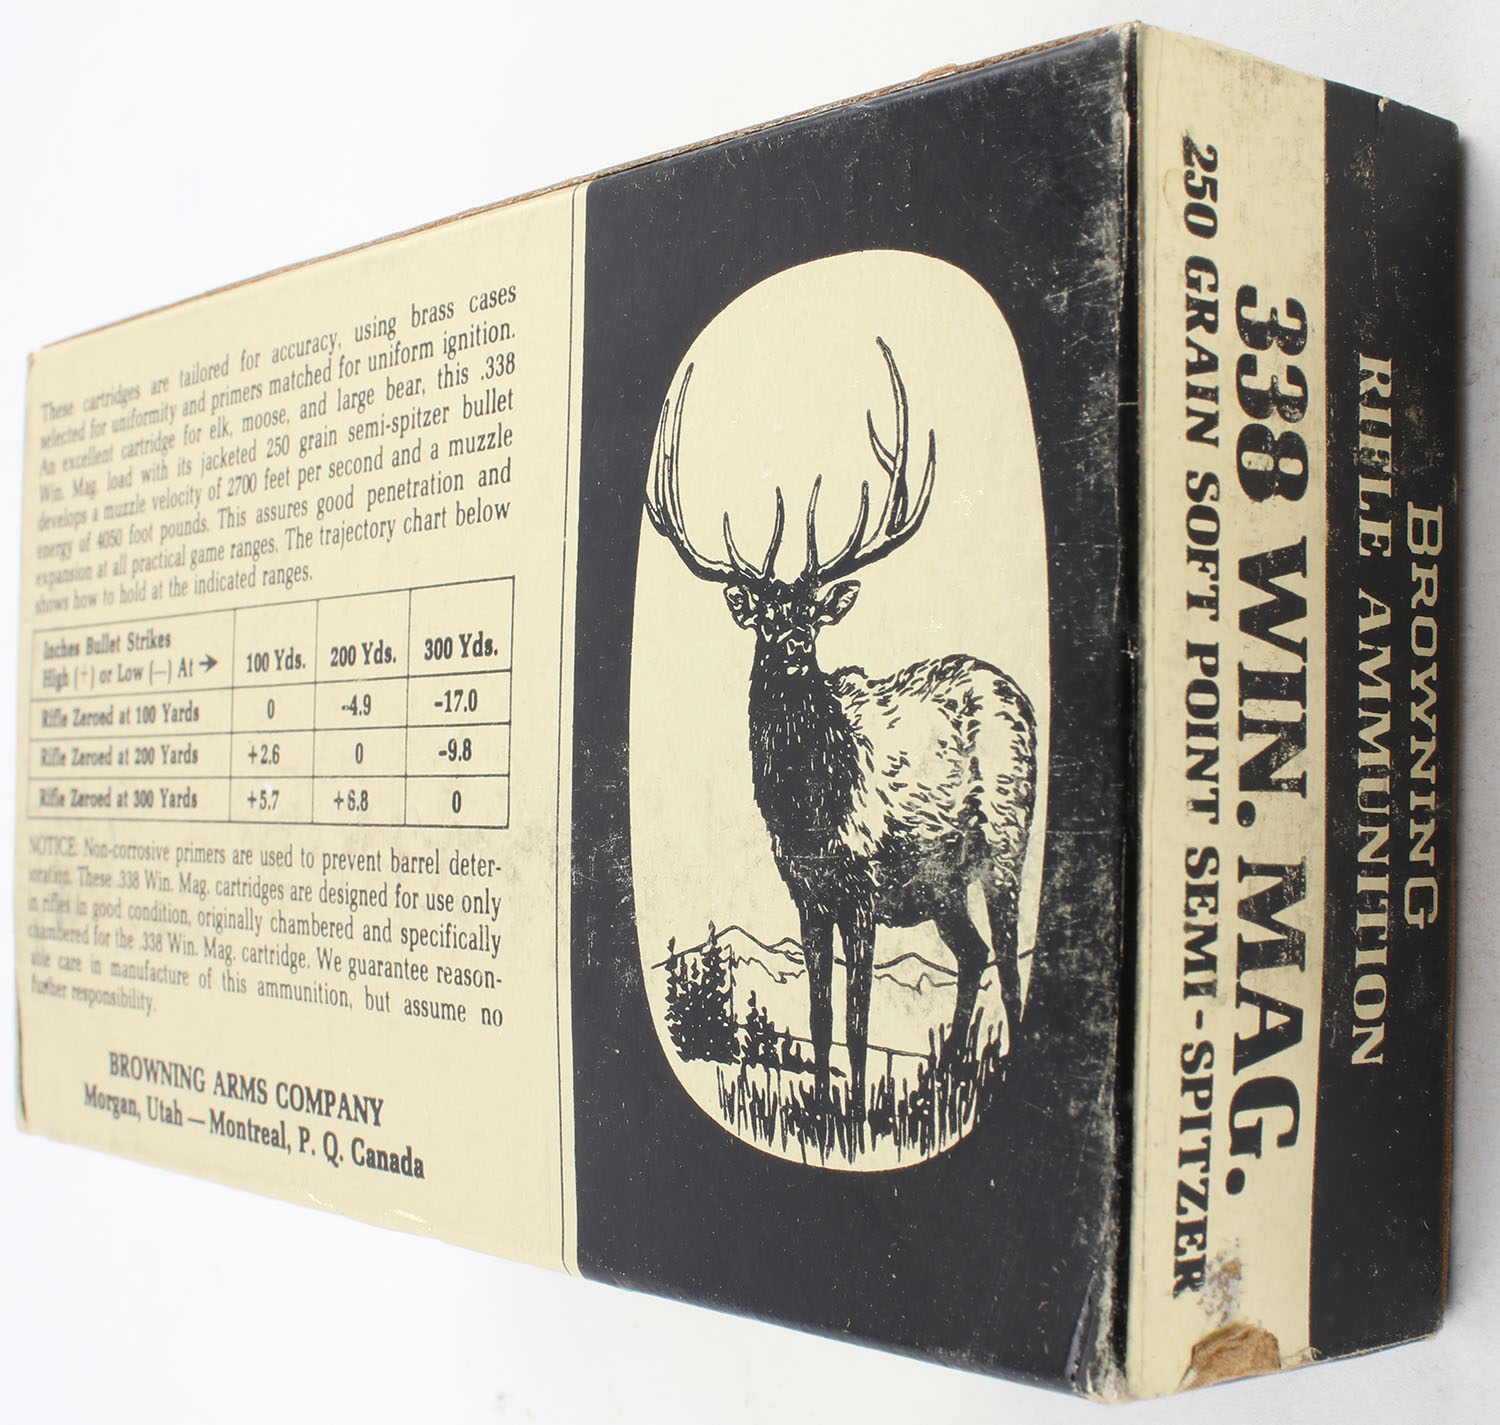 These cartridges are tailored for accuracy, using brass cases
selected for uniformity and primers matched for uniform ignition.
An excellent cartridge for elk, moose, and large bear, this .338
Win. Mag. load with its jacketed 250 grain semi-spitzer bullet
develops a muzzle velocity of 2700 feet per second and a muzzle
energy of 4050 foot pounds. This assures good penetration and
expansion at all practical game ranges. The trajectory chart below
shows how to hold at the indicated ranges.
Inches Bullet Strikes
High (+) or Low (—) At → 100 Yds. 200 Yds. 300 Yds.
Rifle Zeroed at 100 Yards 0 -4.9 -17.0
Rifle Zeroed at 200 Yards +2.6 0 -9.8
Rifle Zeroed at 300 Yards +5.7 +6.8 0
NOTICE: Non-corrosive primers are used to prevent barrel deter-
ioration. These .338 Win. Mag. cartridges are designed for use only
in rifles in good condition, originally chambered and specifically
chambered for the .338 Win. Mag. cartridge. We guarantee reason-
able care in manufacture of this ammunition, but assume no
further responsibility.
BROWNING ARMS COMPANY
Morgan, Utah — Montreal, P. Q. Canada
BROWNING
RIFLE AMMUNITION
338 WIN. MAG.
250 GRAIN SOFT POINT SEMI-SPITZER